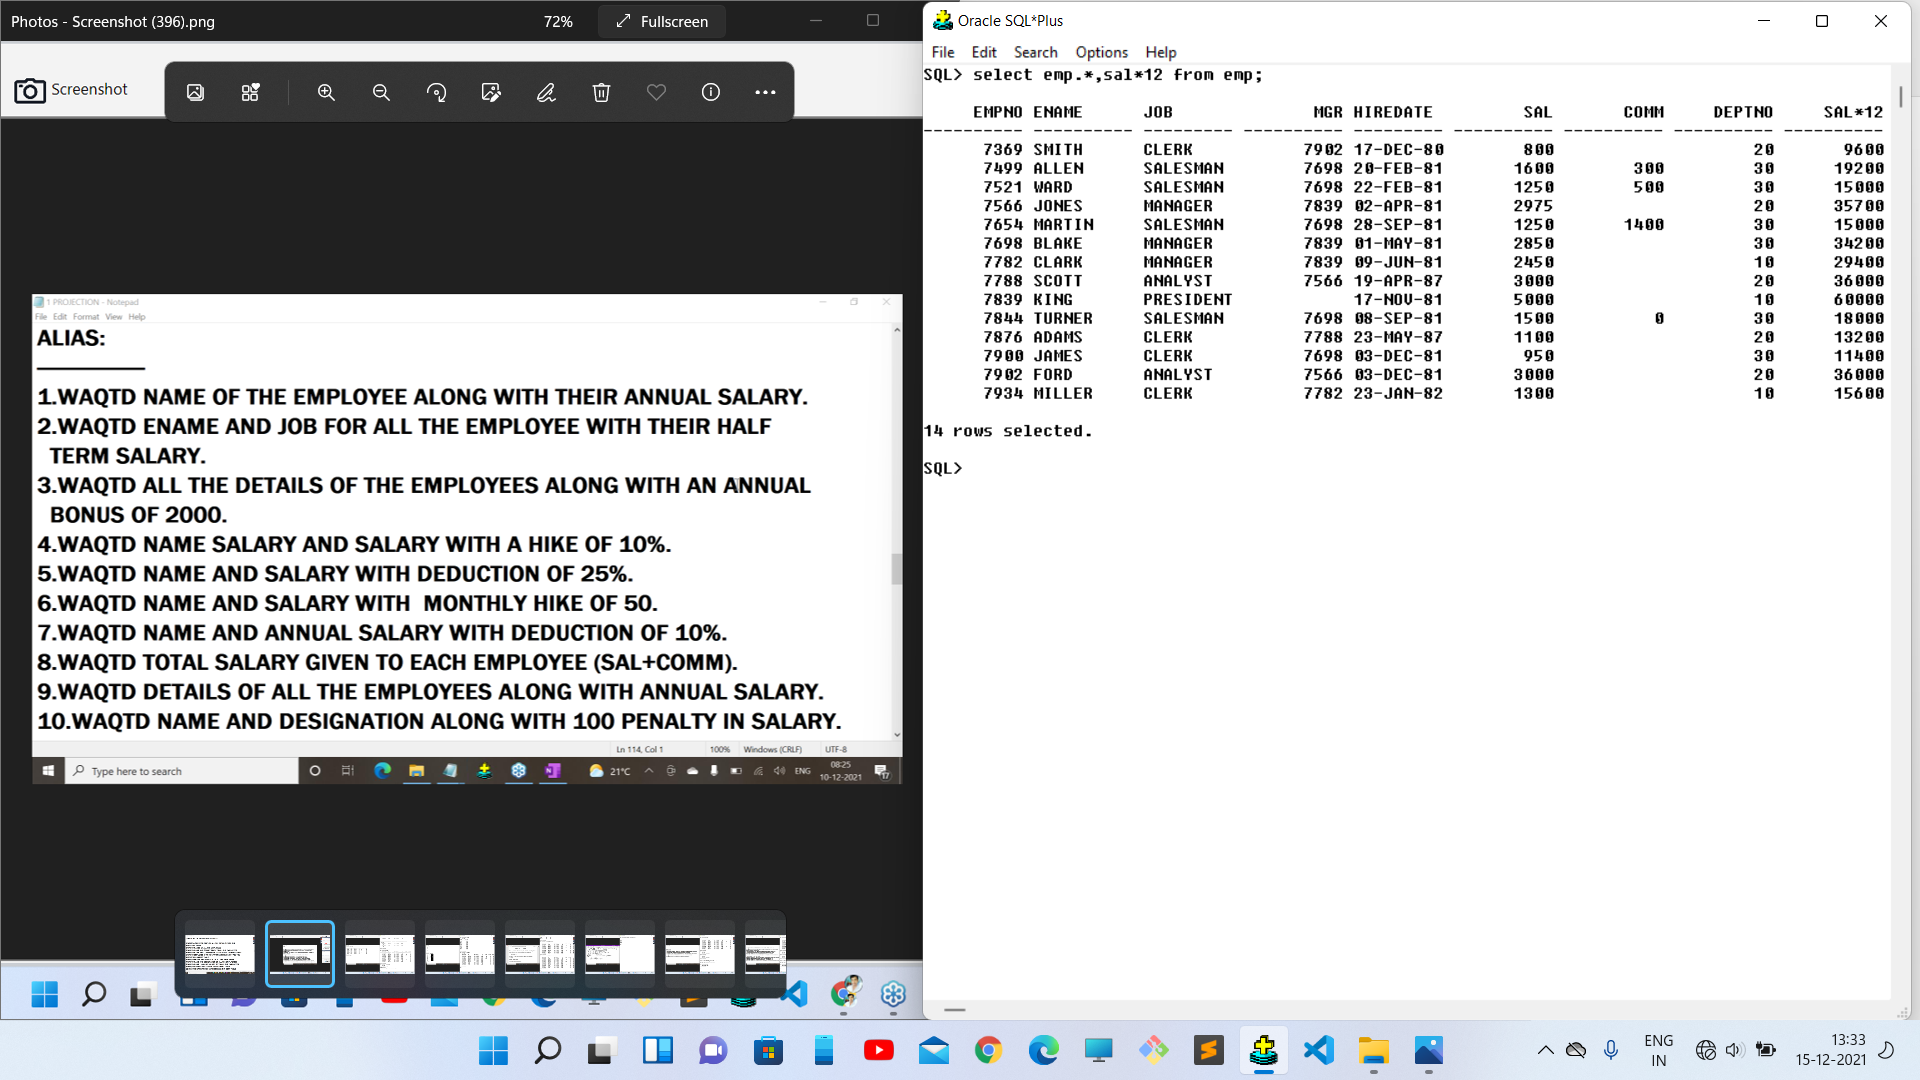 Photos - Screenshot (396).png
72%
Fullscreen
Screenshot
1 PROJECTION - Notepad
File Edit Format View Help
ALIAS:
1.WAQTD NAME OF THE EMPLOYEE ALONG WITH THEIR ANNUAL SALARY.
2.WAQTD ENAME AND JOB FOR ALL THE EMPLOYEE WITH THEIR HALF
TERM SALARY.
3.WAQTD ALL THE DETAILS OF THE EMPLOYEES ALONG WITH AN ANNUAL
BONUS OF 2000.
4.WAQTD NAME SALARY AND SALARY WITH A HIKE OF 10%.
5.WAQTD NAME AND SALARY WITH DEDUCTION OF 25%.
6.WAQTD NAME AND SALARY WITH  MONTHLY HIKE OF 50.
7.WAQTD NAME AND ANNUAL SALARY WITH DEDUCTION OF 10%.
8.WAQTD TOTAL SALARY GIVEN TO EACH EMPLOYEE (SAL+COMM).
9.WAQTD DETAILS OF ALL THE EMPLOYEES ALONG WITH ANNUAL SALARY.
10.WAQTD NAME AND DESIGNATION ALONG WITH 100 PENALTY IN SALARY.
Ln 114, Col 1 100% Windows (CRLF) UTF-8
Type here to search
21°C
ENG
08:25
10-12-2021
17
Oracle SQL*Plus
File Edit Search Options Help
SQL> select emp.*,sal*12 from emp;
EMPNO ENAME JOB MGR HIREDATE SAL COMM DEPTNO SAL*12
---------- ---------- --------- ---------- --------- ---------- ---------- ---------- ----------
7369 SMITH CLERK 7902 17-DEC-80 800 20 9600
7499 ALLEN SALESMAN 7698 20-FEB-81 1600 300 30 19200
7521 WARD SALESMAN 7698 22-FEB-81 1250 500 30 15000
7566 JONES MANAGER 7839 02-APR-81 2975 20 35700
7654 MARTIN SALESMAN 7698 28-SEP-81 1250 1400 30 15000
7698 BLAKE MANAGER 7839 01-MAY-81 2850 30 34200
7782 CLARK MANAGER 7839 09-JUN-81 2450 10 29400
7788 SCOTT ANALYST 7566 19-APR-87 3000 20 36000
7839 KING PRESIDENT 17-NOV-81 5000 10 60000
7844 TURNER SALESMAN 7698 08-SEP-81 1500 0 30 18000
7876 ADAMS CLERK 7788 23-MAY-87 1100 20 13200
7900 JAMES CLERK 7698 03-DEC-81 950 30 11400
7902 FORD ANALYST 7566 03-DEC-81 3000 20 36000
7934 MILLER CLERK 7782 23-JAN-82 1300 10 15600
14 rows selected.
SQL>
ENG
IN
13:33
15-12-2021